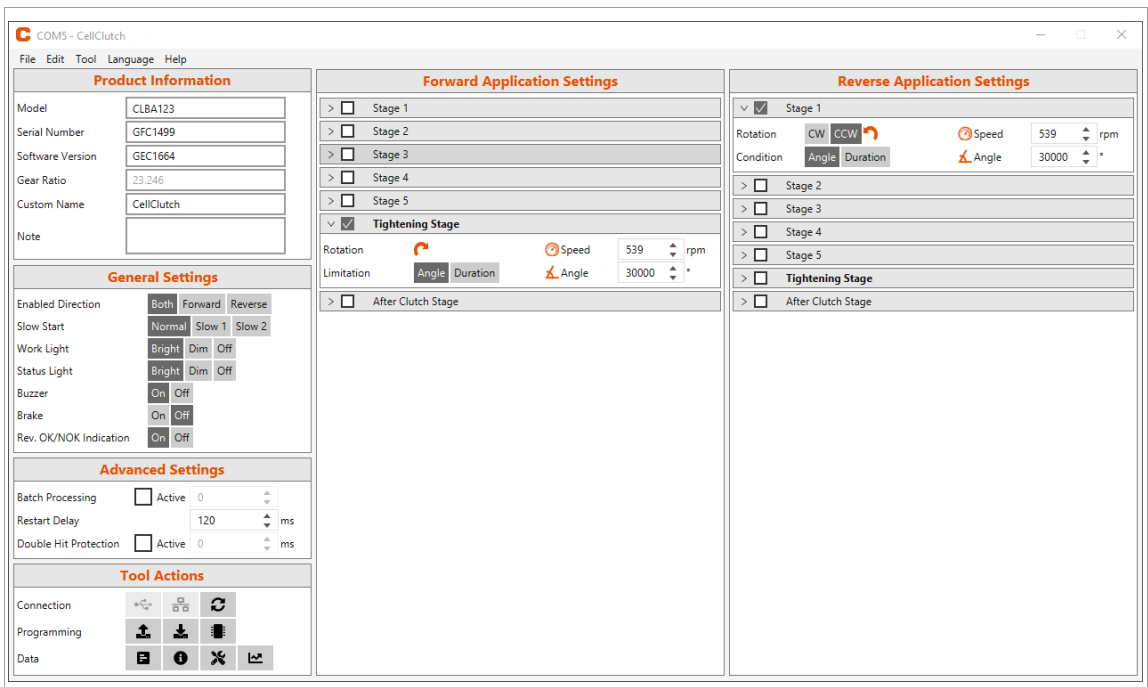 COM5 - CellClutch
File Edit Tool Language Help
Product Information
Model CLBA123
Serial Number GFC1499
Software Version GEC1664
Gear Ratio 23.246
Custom Name CellClutch
Note
General Settings
Enabled Direction Both Forward Reverse
Slow Start Normal Slow 1 Slow 2
Work Light Bright Dim Off
Status Light Bright Dim Off
Buzzer On Off
Brake On Off
Rev. OK/NOK Indication On Off
Advanced Settings
Batch Processing Active 0
Restart Delay 120 ms
Double Hit Protection Active 0 ms
Tool Actions
Connection
Programming
Data
Forward Application Settings
Stage 1
Stage 2
Stage 3
Stage 4
Stage 5
Tightening Stage
Rotation Speed 539 rpm
Limitation Angle Duration Angle 30000 °
After Clutch Stage
Reverse Application Settings
Stage 1
Rotation CW CCW Speed 539 rpm
Condition Angle Duration Angle 30000 °
Stage 2
Stage 3
Stage 4
Stage 5
Tightening Stage
After Clutch Stage